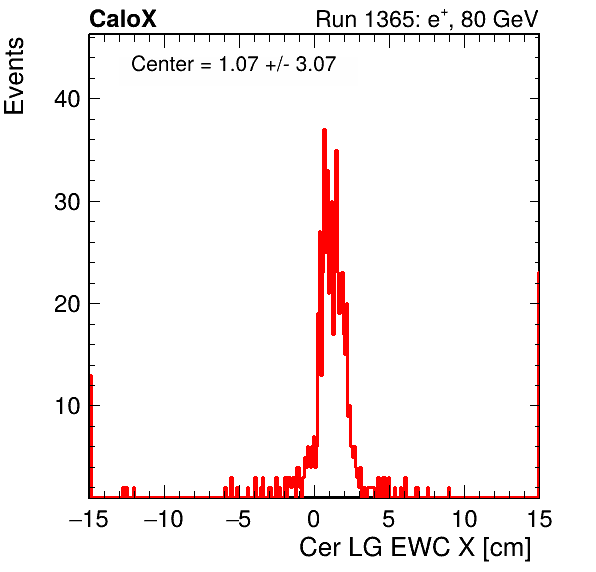 CaloX Run 1365: e⁺, 80 GeV
Center = 1.07 +/- 3.07
Events
40
30
20
10
−15 −10 −5 0 5 10 15
Cer LG EWC X [cm]